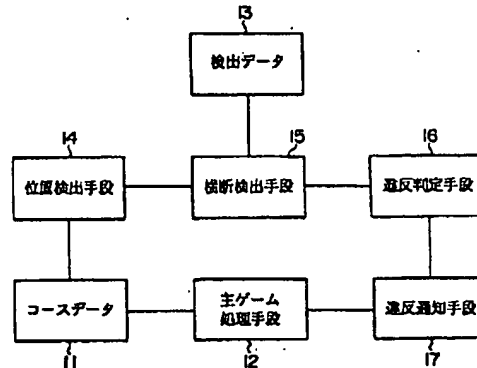 13
検出データ
14
15
16
位置検出手段
横断検出手段
違反判定手段
コースデータ
主ゲーム
処理手段
違反通知手段
11
12
17